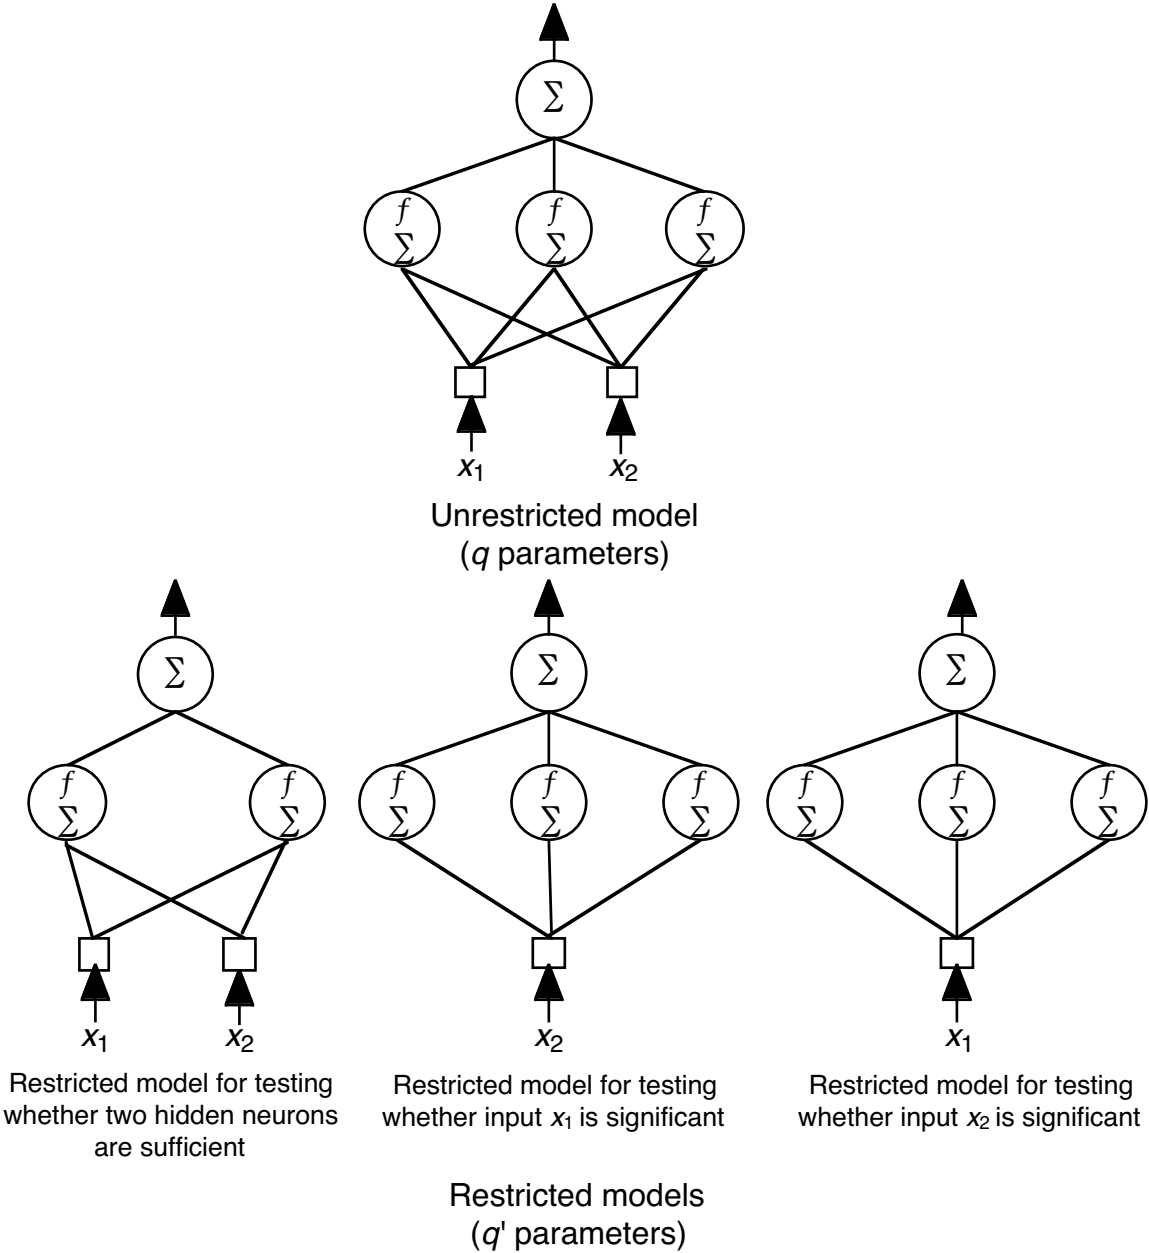 Σ
f f f
Σ Σ Σ
x₁ x₂
Unrestricted model
(q parameters)
Σ Σ Σ
f f f f f f f f
Σ Σ Σ Σ Σ Σ Σ Σ
x₁ x₂ x₂ x₁
Restricted model for testing
whether two hidden neurons
are sufficient
Restricted model for testing
whether input x₁ is significant
Restricted model for testing
whether input x₂ is significant
Restricted models
(q' parameters)